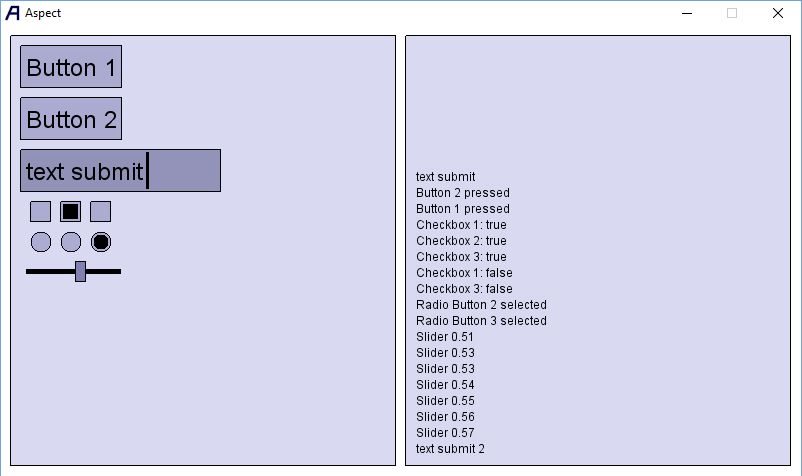 Aspect
Button 1
Button 2
text submit
text submit
Button 2 pressed
Button 1 pressed
Checkbox 1: true
Checkbox 2: true
Checkbox 3: true
Checkbox 1: false
Checkbox 3: false
Radio Button 2 selected
Radio Button 3 selected
Slider 0.51
Slider 0.53
Slider 0.53
Slider 0.54
Slider 0.55
Slider 0.56
Slider 0.57
text submit 2